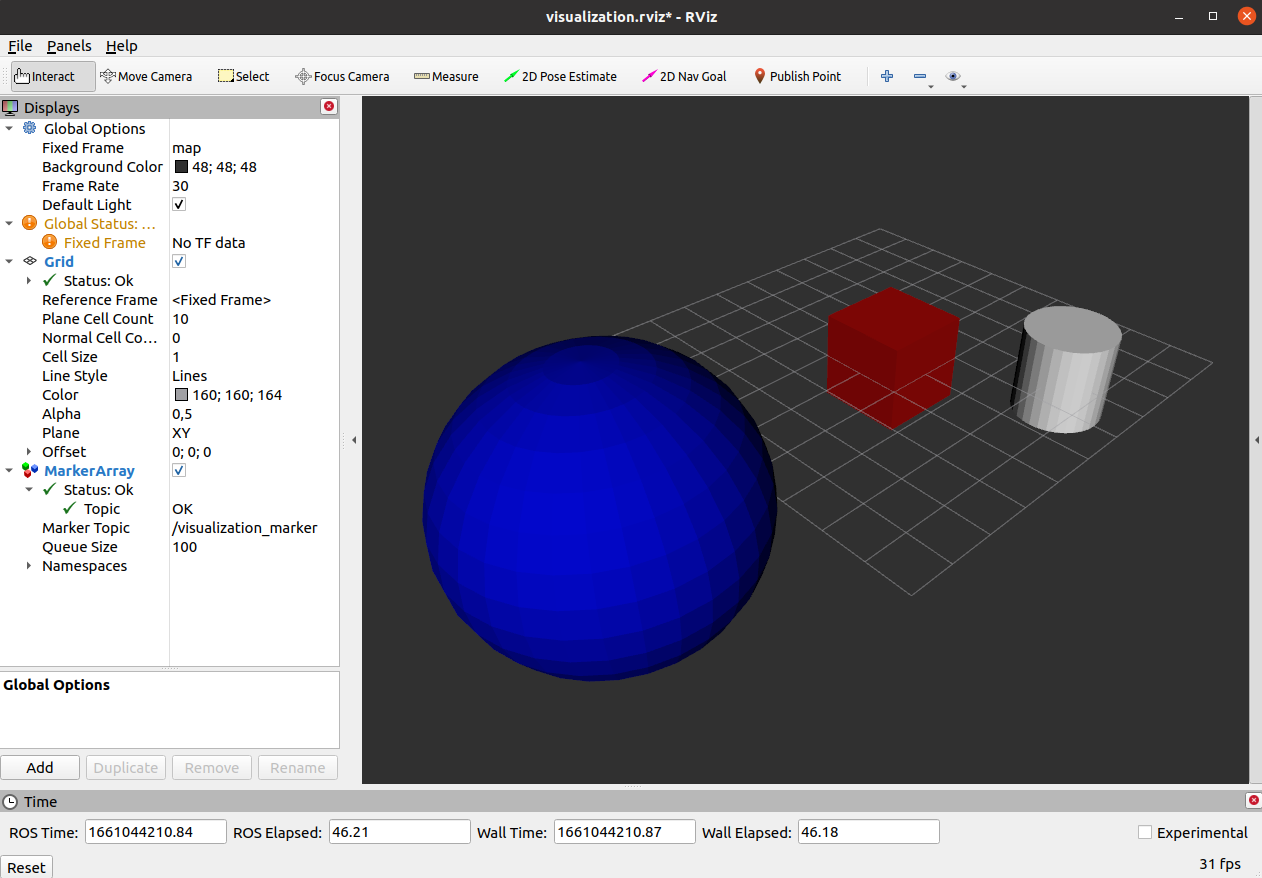 visualization.rviz* - RViz
File Panels Help
Interact Move Camera Select Focus Camera Measure 2D Pose Estimate 2D Nav Goal Publish Point
Displays
Global Options
Fixed Frame map
Background Color 48; 48; 48
Frame Rate 30
Default Light
Global Status: ...
Fixed Frame No TF data
Grid
Status: Ok
Reference Frame <Fixed Frame>
Plane Cell Count 10
Normal Cell Co... 0
Cell Size 1
Line Style Lines
Color 160; 160; 164
Alpha 0,5
Plane XY
Offset 0; 0; 0
MarkerArray
Status: Ok
Topic OK
Marker Topic /visualization_marker
Queue Size 100
Namespaces
Global Options
Add Duplicate Remove Rename
Time
ROS Time: 1661044210.84 ROS Elapsed: 46.21 Wall Time: 1661044210.87 Wall Elapsed: 46.18 Experimental
Reset 31 fps